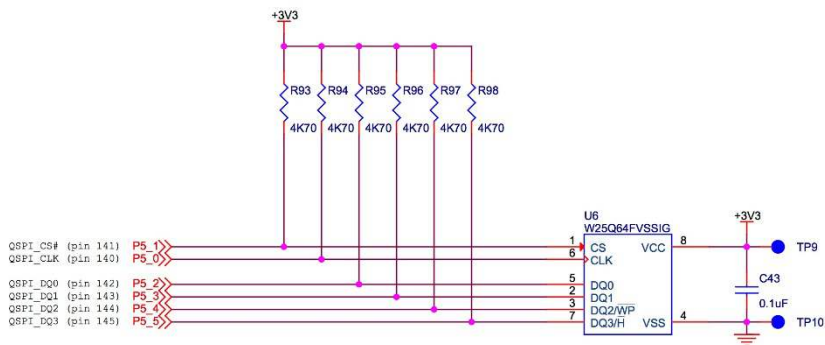 +3V3
R93 R94 R95 R96 R97 R98
4K70 4K70 4K70 4K70 4K70 4K70
U6
W25Q64FVSSIG
+3V3
QSPI_CS# (pin 141) P5_1 1 CS VCC 8 TP9
QSPI_CLK (pin 140) P5_0 6 CLK
C43
QSPI_DQ0 (pin 142) P5_2 5 DQ0
QSPI_DQ1 (pin 143) P5_3 2 DQ1
0.1uF
QSPI_DQ2 (pin 144) P5_4 3 DQ2/WP
QSPI_DQ3 (pin 145) P5_5 7 DQ3/H VSS 4 TP10